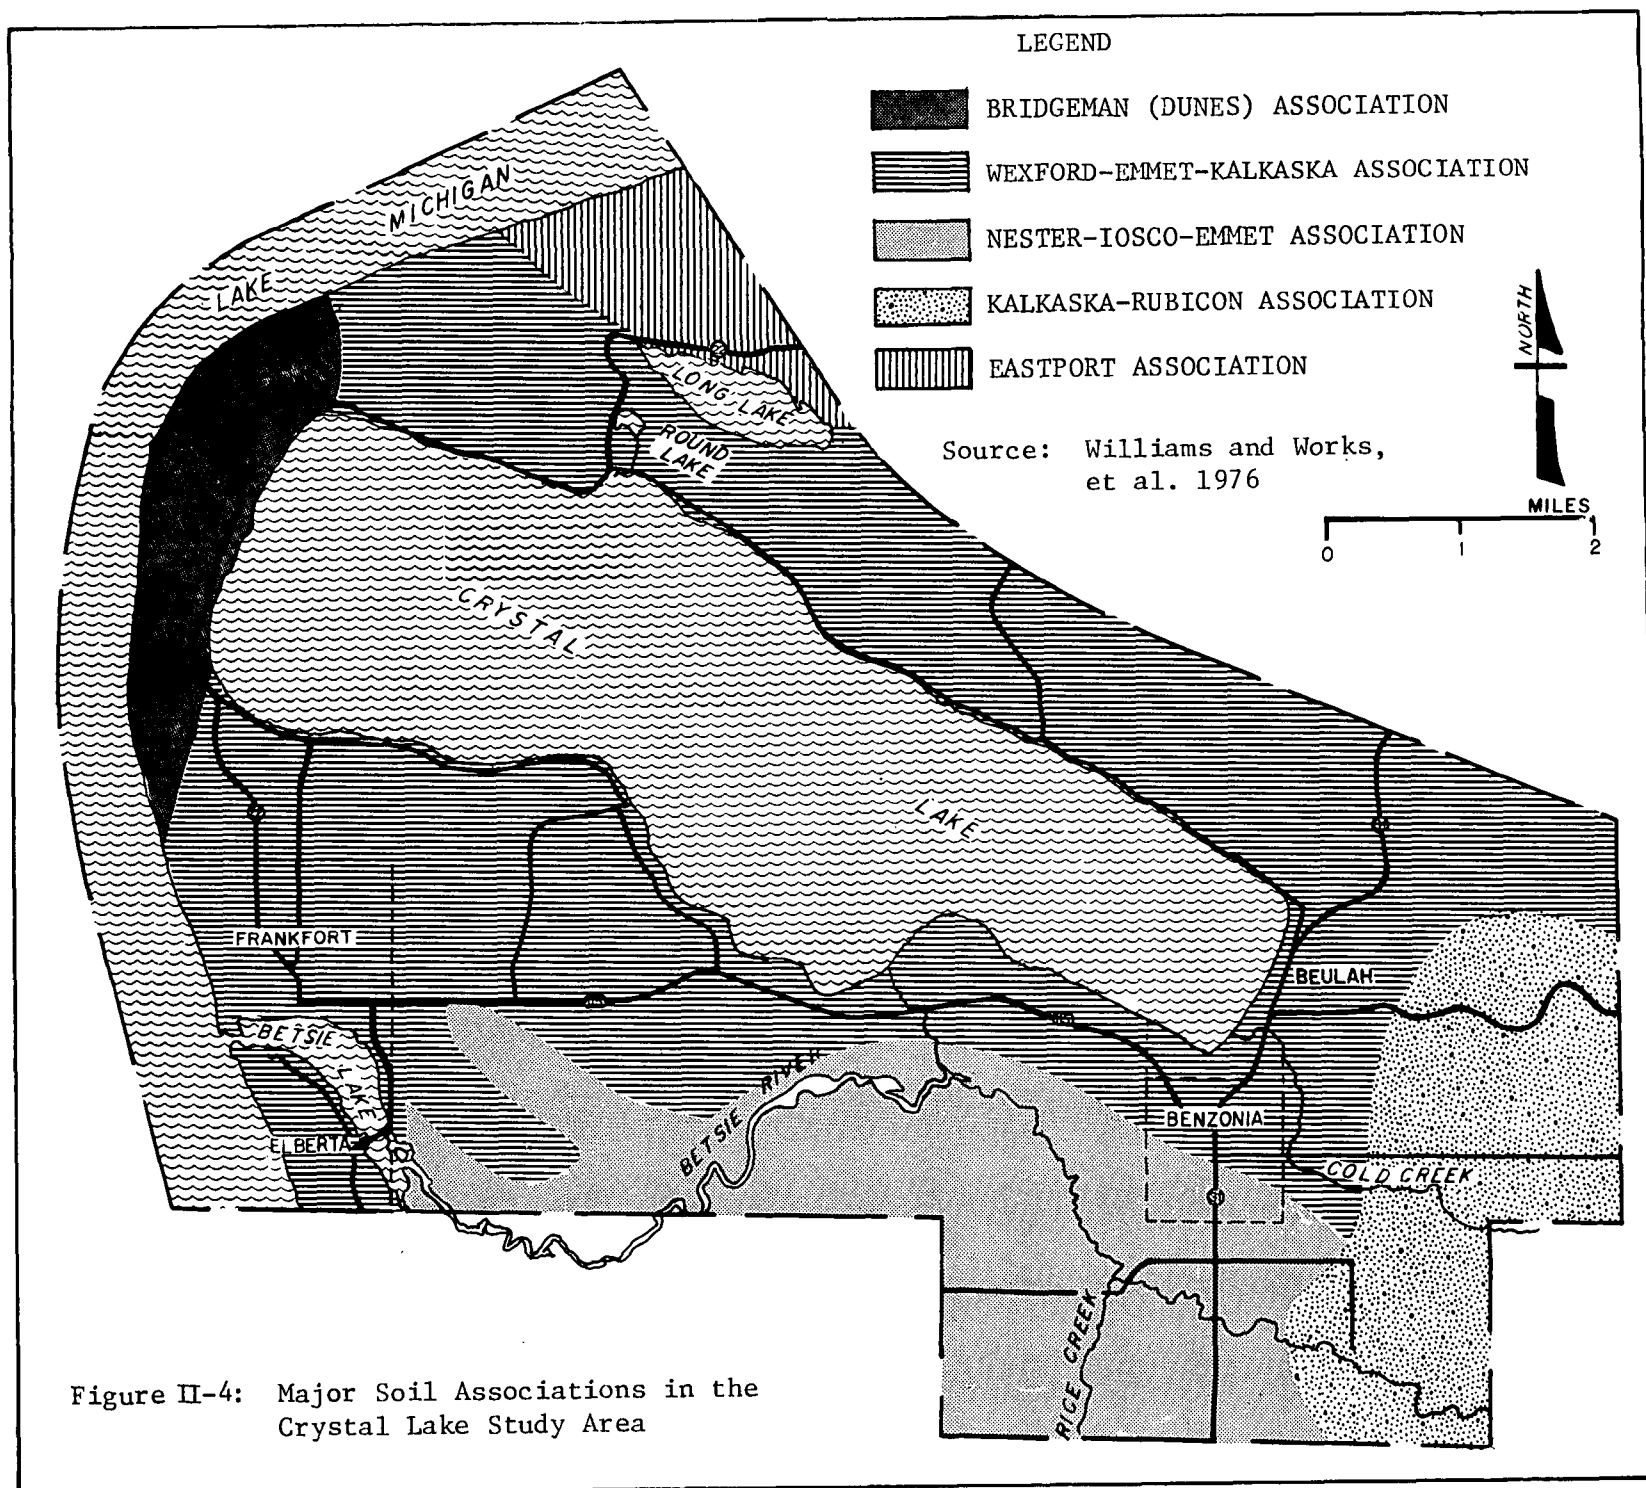 LEGEND
BRIDGEMAN (DUNES) ASSOCIATION
WEXFORD-EMMET-KALKASKA ASSOCIATION
NESTER-IOSCO-EMMET ASSOCIATION
KALKASKA-RUBICON ASSOCIATION
EASTPORT ASSOCIATION
NORTH
Source: Williams and Works,
et al. 1976
MILES
0 1 2
LAKE MICHIGAN
22
LONG LAKE
ROUND
LAKE
CRYSTAL LAKE
FRANKFORT
BEULAH
BETSIE LAKE
BETSIE RIVER
ELBERTA
BENZONIA
COLD CREEK
31
RICE CREEK
Figure II-4: Major Soil Associations in the
Crystal Lake Study Area